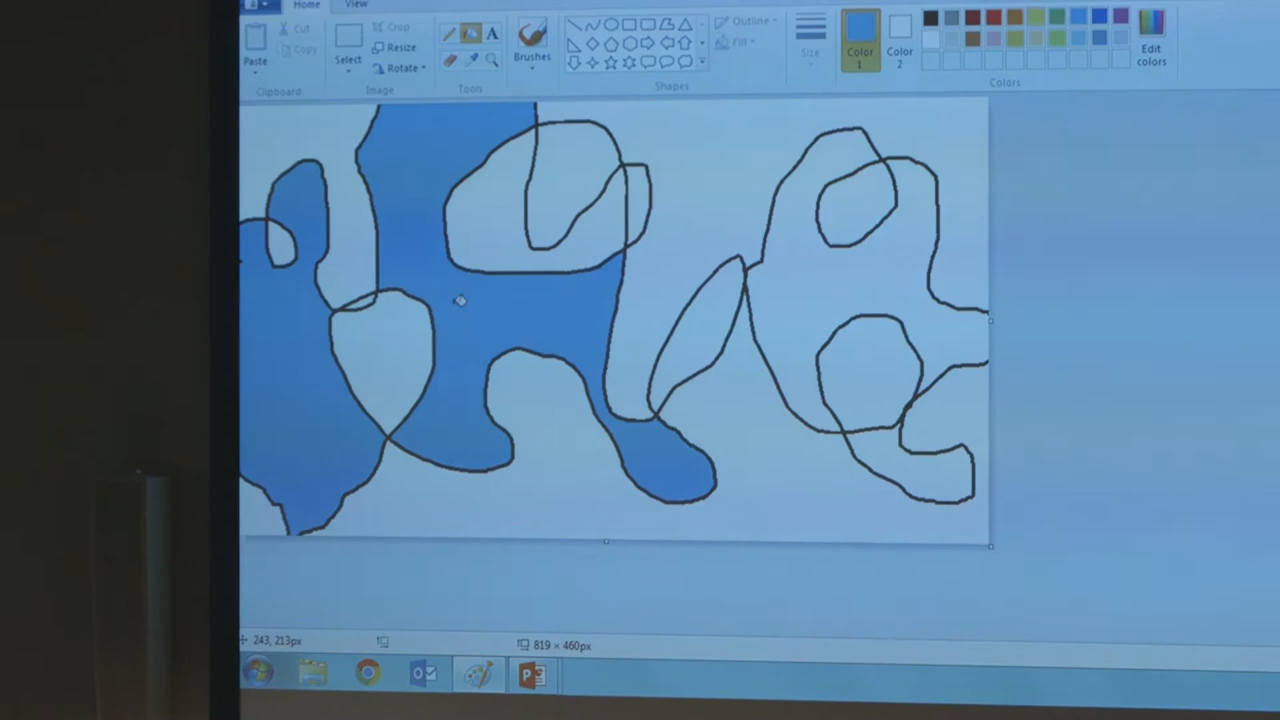 Home View
Cut
Copy
Paste
Clipboard
Crop
Resize
Rotate
Select
Image
A
Tools
Brushes
Outline
Fill
Shapes
Size
Color 1
Color 2
Edit colors
Colors
243, 213px
819 × 460px